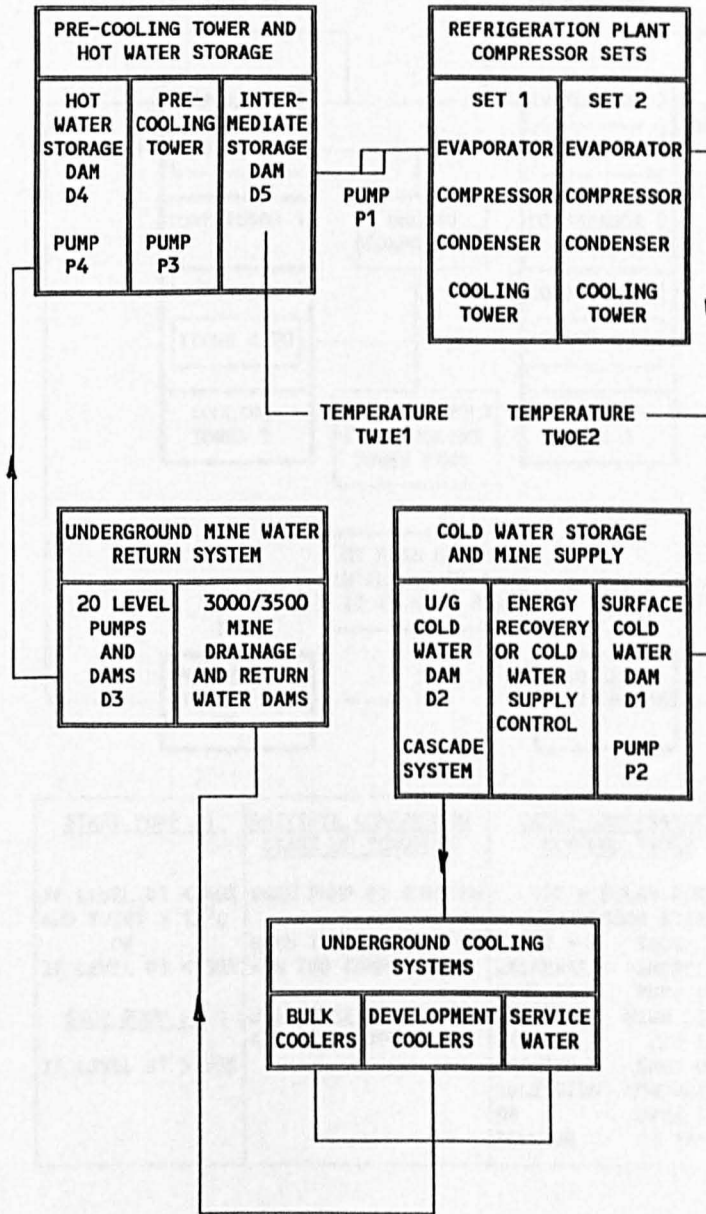 PRE-COOLING TOWER AND
HOT WATER STORAGE
HOT
WATER
STORAGE
DAM
D4
PUMP
P4
PRE-
COOLING
TOWER
PUMP
P3
INTER-
MEDIATE
STORAGE
DAM
D5
PUMP
P1
REFRIGERATION PLANT
COMPRESSOR SETS
SET 1
EVAPORATOR
COMPRESSOR
CONDENSER
COOLING
TOWER
SET 2
EVAPORATOR
COMPRESSOR
CONDENSER
COOLING
TOWER
TEMPERATURE
TWIE1
TEMPERATURE
TWOE2
UNDERGROUND MINE WATER
RETURN SYSTEM
20 LEVEL
PUMPS
AND
DAMS
D3
3000/3500
MINE
DRAINAGE
AND RETURN
WATER DAMS
COLD WATER STORAGE
AND MINE SUPPLY
U/G
COLD
WATER
DAM
D2
CASCADE
SYSTEM
ENERGY
RECOVERY
OR COLD
WATER
SUPPLY
CONTROL
SURFACE
COLD
WATER
DAM
D1
PUMP
P2
UNDERGROUND COOLING
SYSTEMS
BULK
COOLERS
DEVELOPMENT
COOLERS
SERVICE
WATER